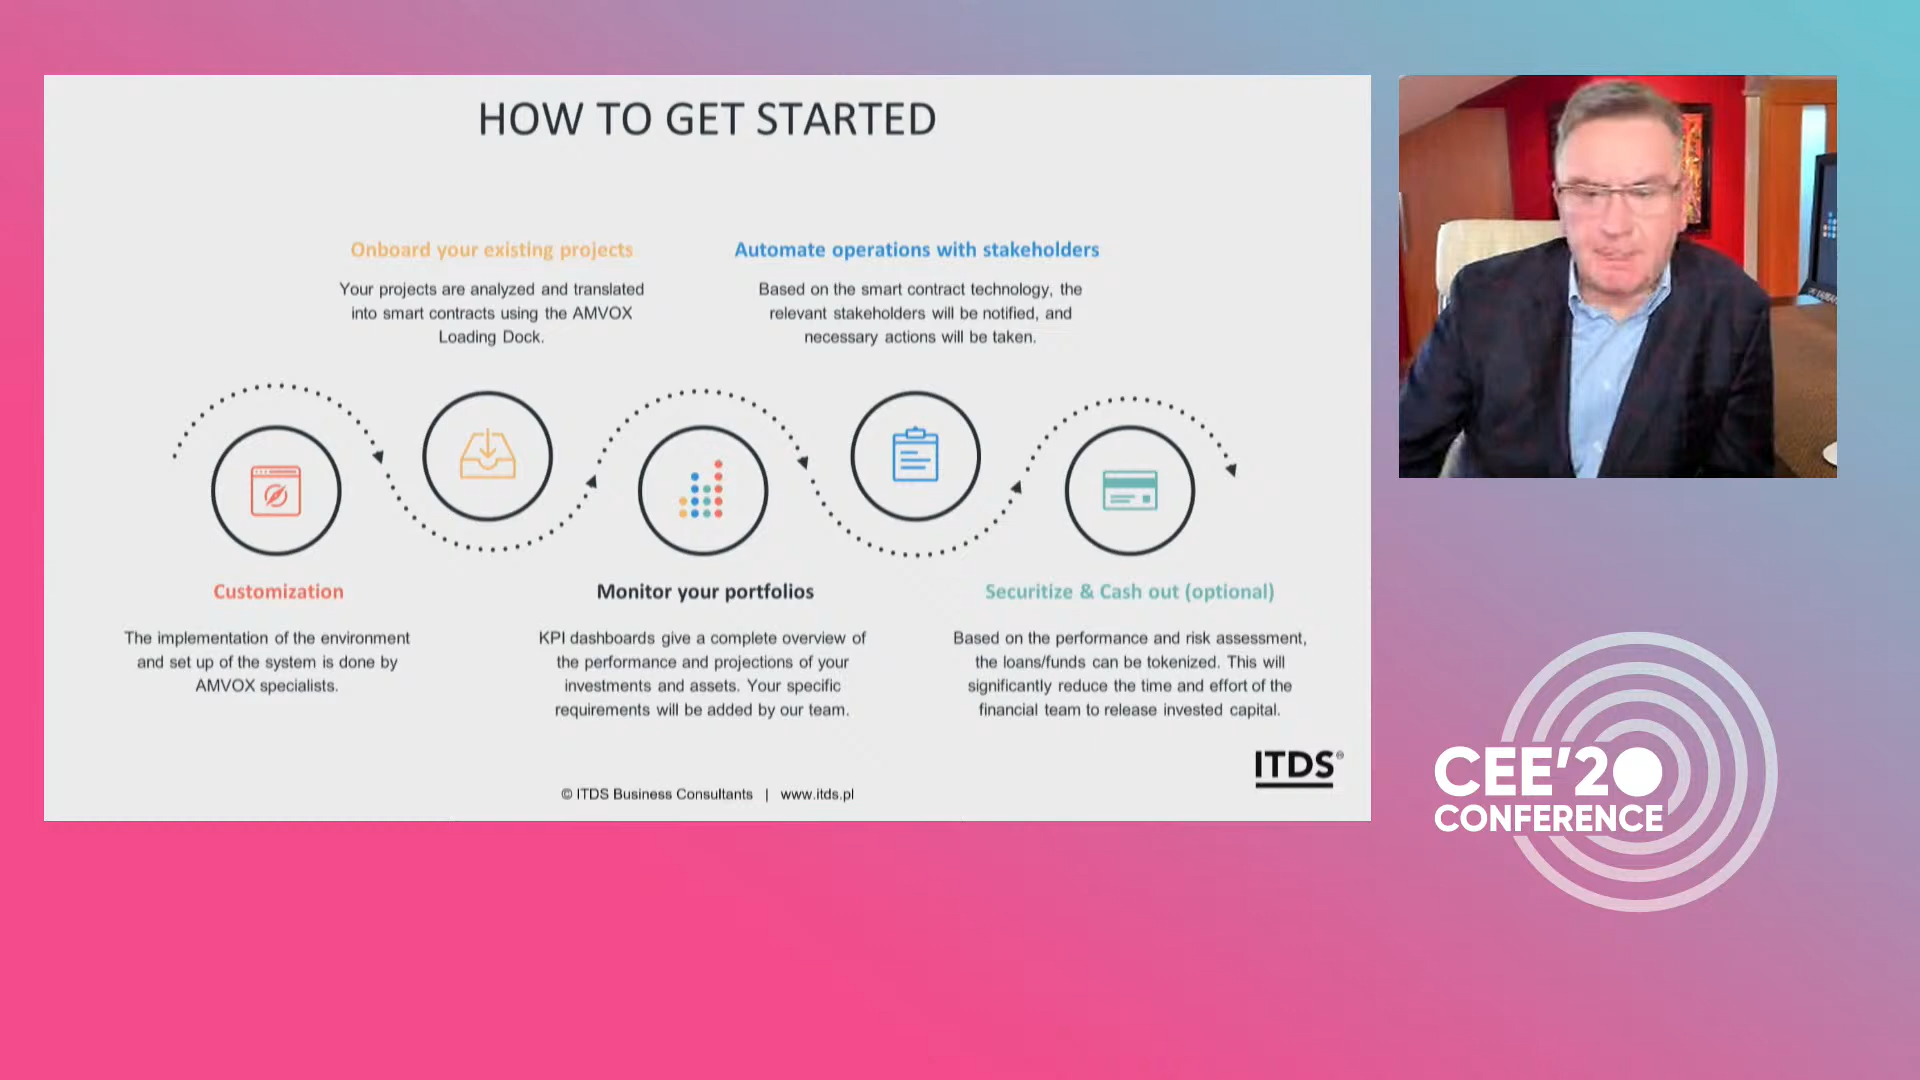 HOW TO GET STARTED
Onboard your existing projects
Your projects are analyzed and translated
into smart contracts using the AMVOX
Loading Dock.
Automate operations with stakeholders
Based on the smart contract technology, the
relevant stakeholders will be notified, and
necessary actions will be taken.
Customization
The implementation of the environment
and set up of the system is done by
AMVOX specialists.
Monitor your portfolios
KPI dashboards give a complete overview of
the performance and projections of your
investments and assets. Your specific
requirements will be added by our team.
Securitize & Cash out (optional)
Based on the performance and risk assessment,
the loans/funds can be tokenized. This will
significantly reduce the time and effort of the
financial team to release invested capital.
ITDS®
© ITDS Business Consultants | www.itds.pl
CEE'20
CONFERENCE